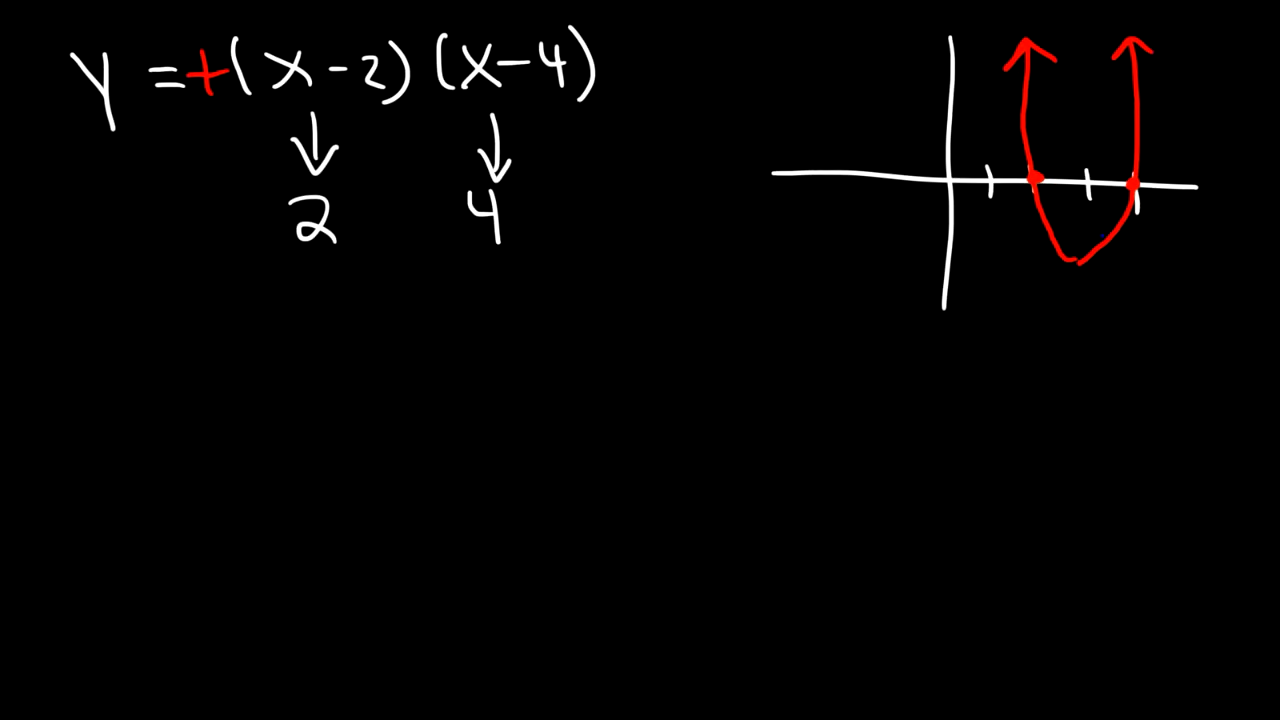 y = +(x-2)(x-4)
2 4